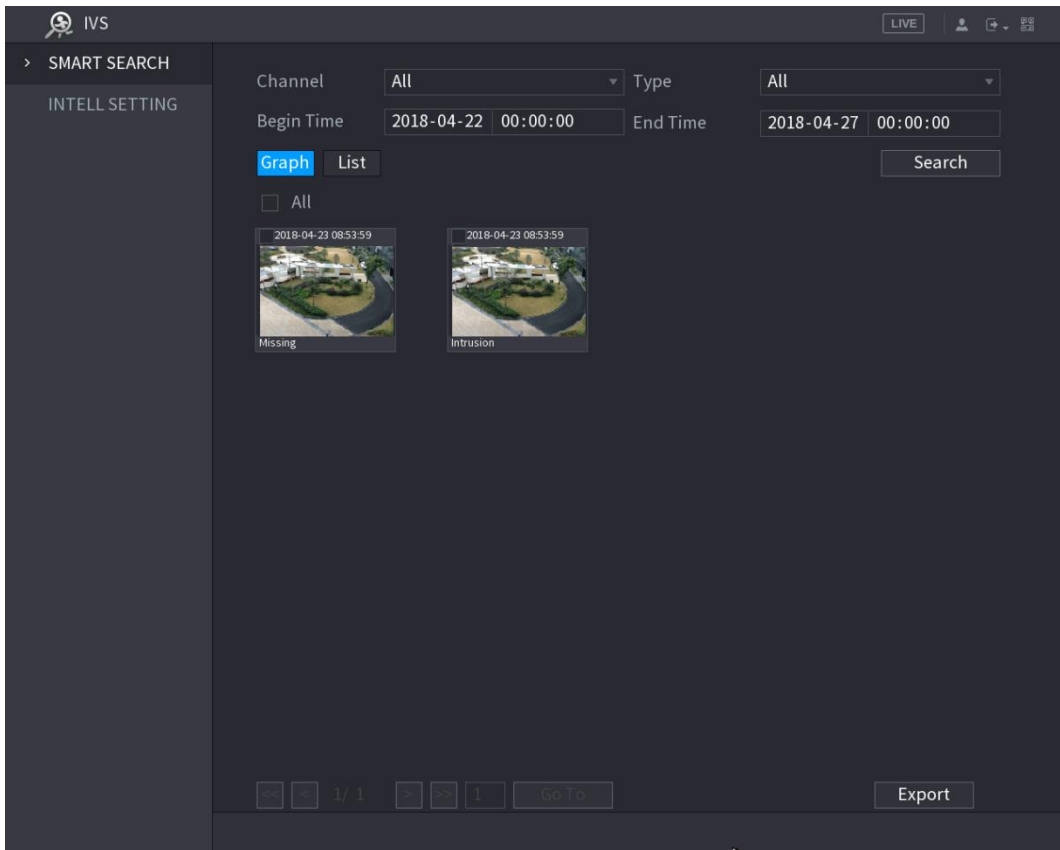 IVS LIVE
SMART SEARCH
INTELL SETTING
Channel All Type All
Begin Time 2018-04-22 00:00:00 End Time 2018-04-27 00:00:00
Graph List Search
All
2018-04-23 08:53:59 2018-04-23 08:53:59
Missing Intrusion
<< < 1/ 1 > >> 1 Go To Export